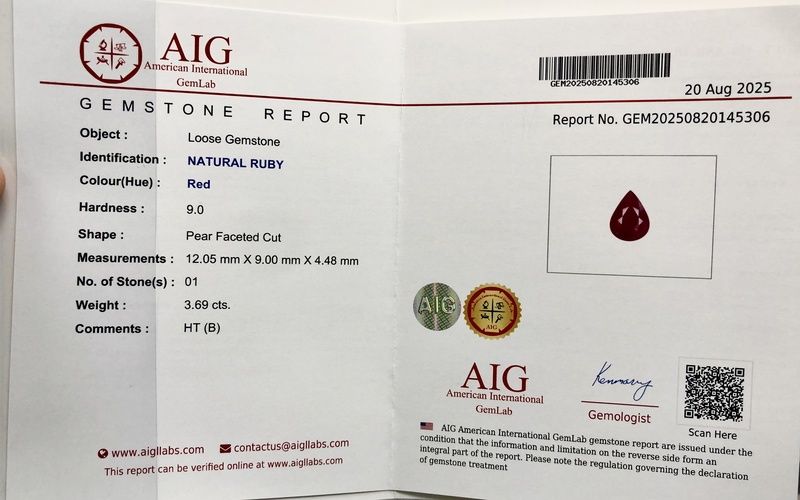 AIG
American International
GemLab
GEMSTONE REPORT
Object : Loose Gemstone
Identification : NATURAL RUBY
Colour(Hue) : Red
Hardness : 9.0
Shape : Pear Faceted Cut
Measurements : 12.05 mm X 9.00 mm X 4.48 mm
No. of Stone(s) : 01
Weight : 3.69 cts.
Comments : HT (B)
www.aigllabs.com contactus@aigllabs.com
This report can be verified online at www.aigllabs.com
GEM20250820145306
20 Aug 2025
Report No. GEM20250820145306
AIG
AIG
AIG
American International
GemLab
Gemologist
Scan Here
AIG American International GemLab gemstone report are issued under the
condition that the information and limitation on the reverse side form an
integral part of the report. Please note the regulation governing the declaration
of gemstone treatment